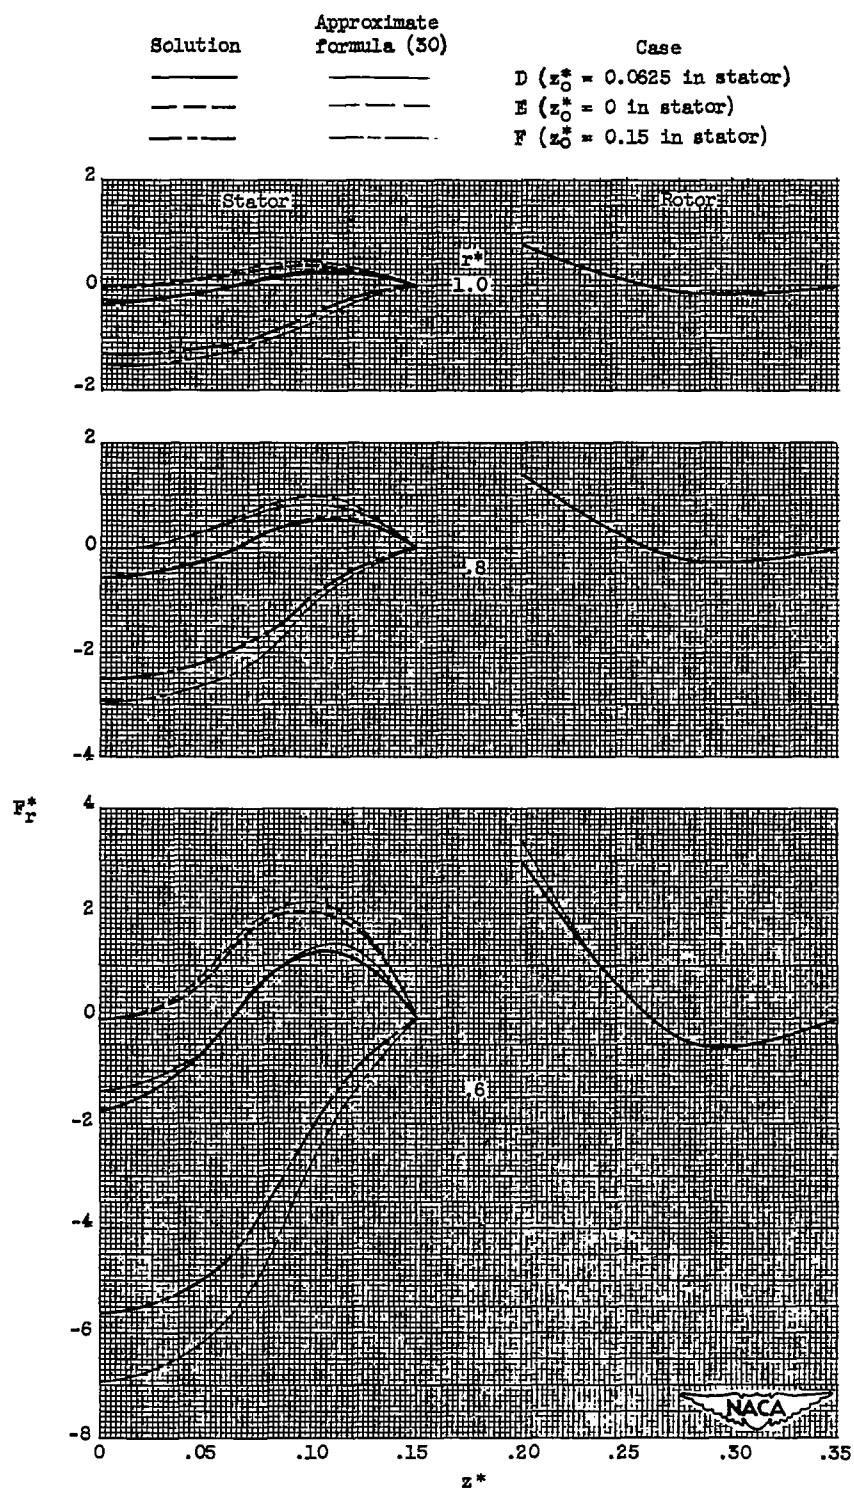 Approximate
Solution formula (30) Case
D (z*o = 0.0625 in stator)
E (z*o = 0 in stator)
F (z*o = 0.15 in stator)
2
Stator Rotor
r*
0 1.0
-2
2
0
.8
-2
-4
F*r 4
2
0
.6
-2
-4
-6
NACA
-8
0 .05 .10 .15 .20 .25 .30 .35
z*